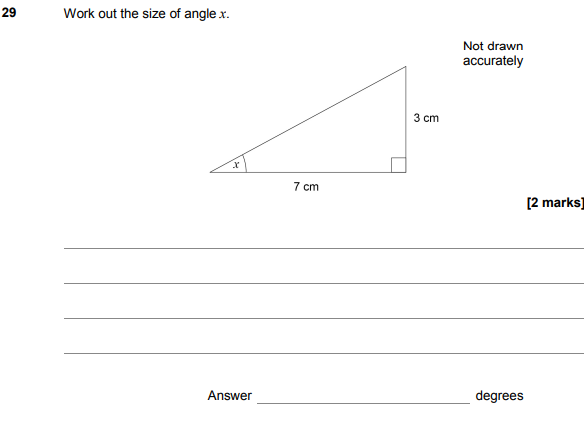 29 Work out the size of angle x.
Not drawn
accurately
3 cm
x
7 cm
[2 marks]
Answer degrees